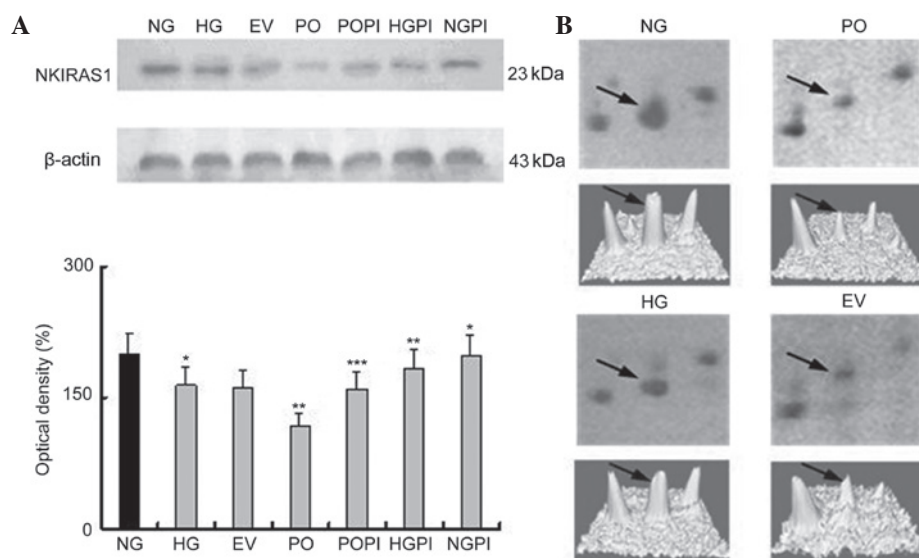 A
NG HG EV PO POPI HGPI NGPI
NKIRAS1
23 kDa
β-actin
43 kDa
300
150
0
Optical density (%)
* ** *** ** *
NG HG EV PO POPI HGPI NGPI
B
NG PO
HG EV